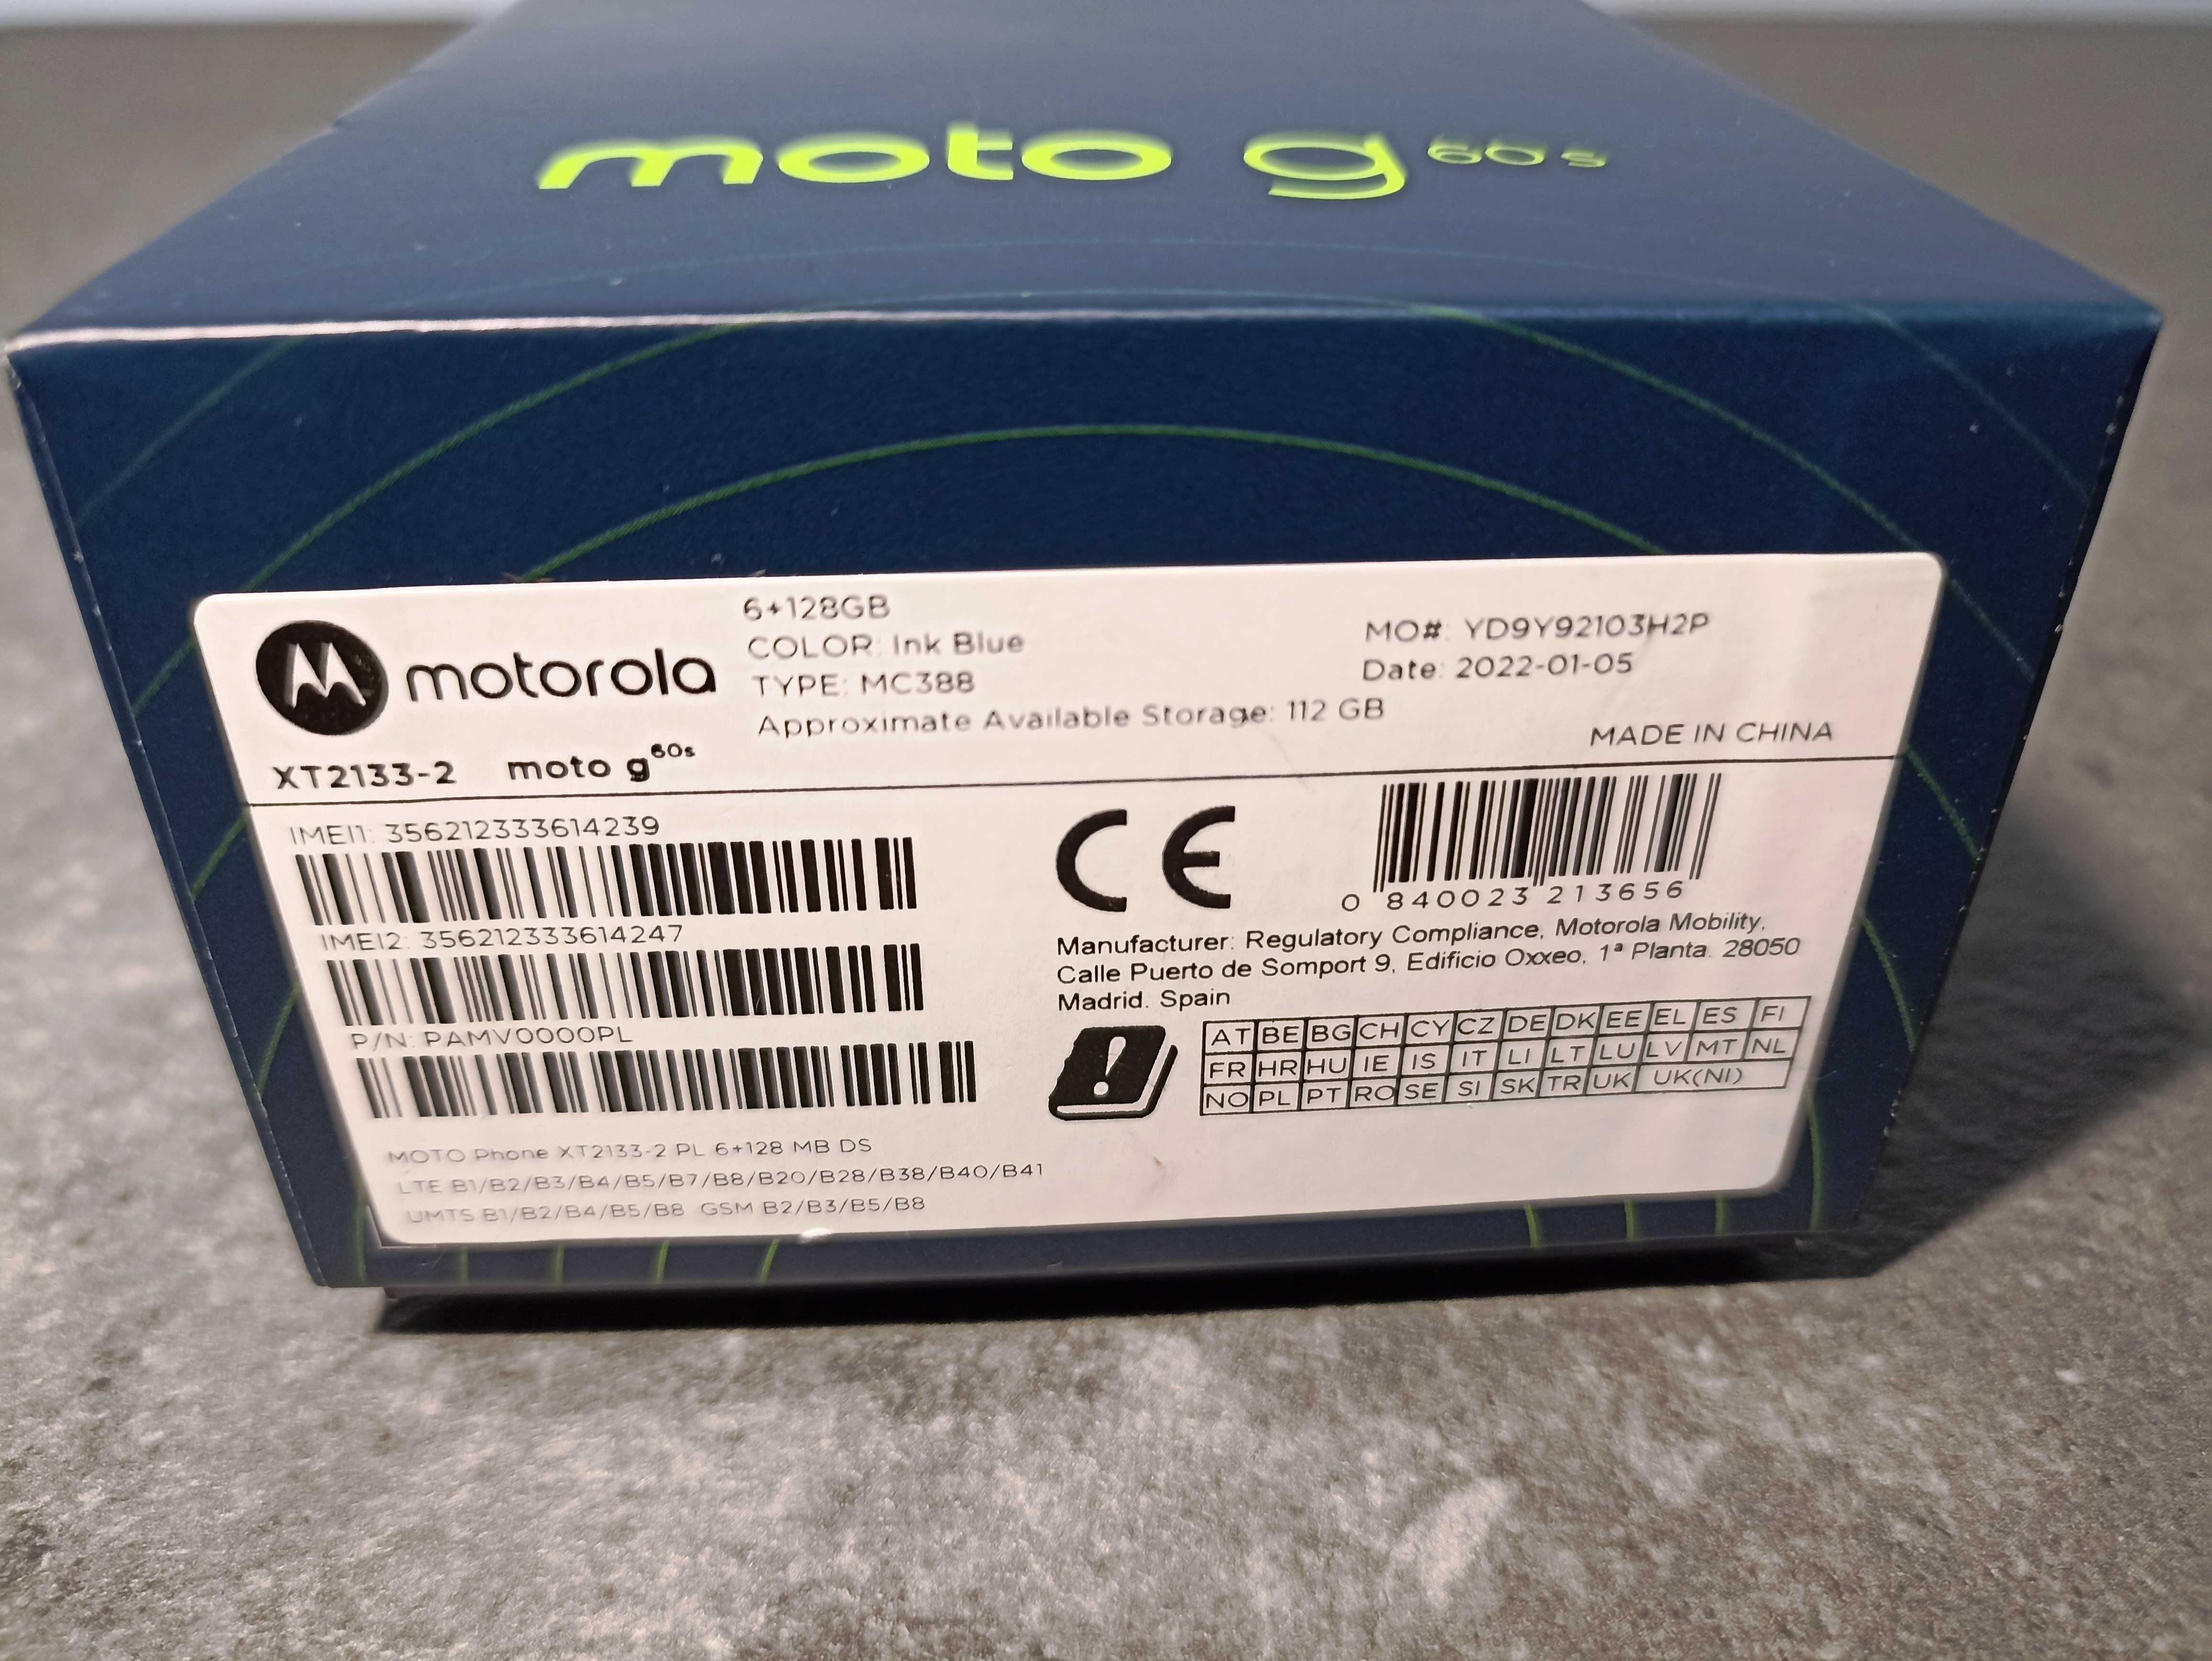 moto g 60s
6+128GB
COLOR: Ink Blue
TYPE: MC388
Approximate Available Storage: 112 GB
MO#: YD9Y92103H2P
Date: 2022-01-05
MADE IN CHINA
motorola
XT2133-2 moto g60s
IMEI1: 356212333614239
IMEI2: 356212333614247
P/N: PAMV0000PL
MOTO Phone XT2133-2 PL 6+128 MB DS
LTE B1/B2/B3/B4/B5/B7/B8/B20/B28/B38/B40/B41
UMTS B1/B2/B4/B5/B8 GSM B2/B3/B5/B8
CE
0 840023 213656
Manufacturer: Regulatory Compliance, Motorola Mobility,
Calle Puerto de Somport 9, Edificio Oxxeo, 1ª Planta. 28050
Madrid. Spain
!
AT BE BG CH CY CZ DE DK EE EL ES FI
FR HR HU IE IS IT LI LT LU LV MT NL
NO PL PT RO SE SI SK TR UK UK(NI)